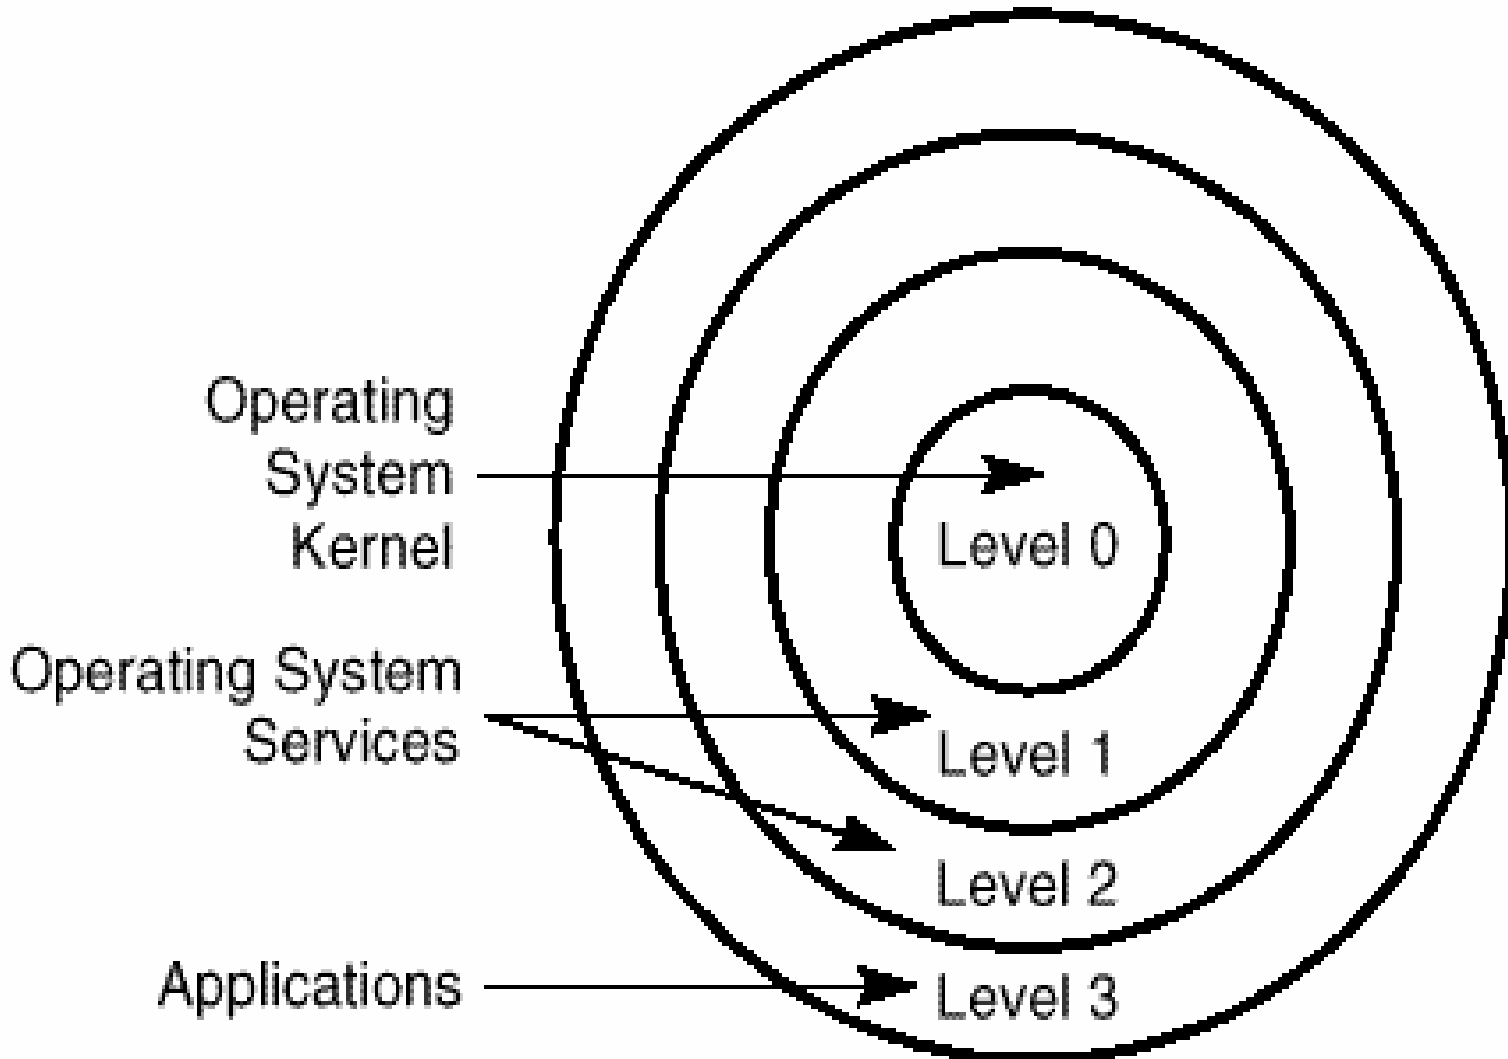 Operating
System
Kernel
Level 0
Operating System
Services
Level 1
Level 2
Applications
Level 3